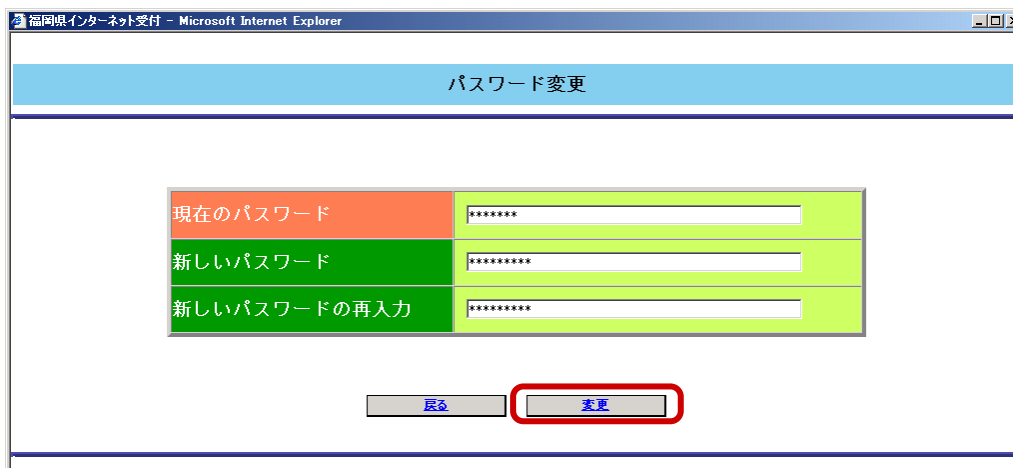 福岡県インターネット受付 - Microsoft Internet Explorer
パスワード変更
現在のパスワード
*******
新しいパスワード
*********
新しいパスワードの再入力
*********
戻る 変更